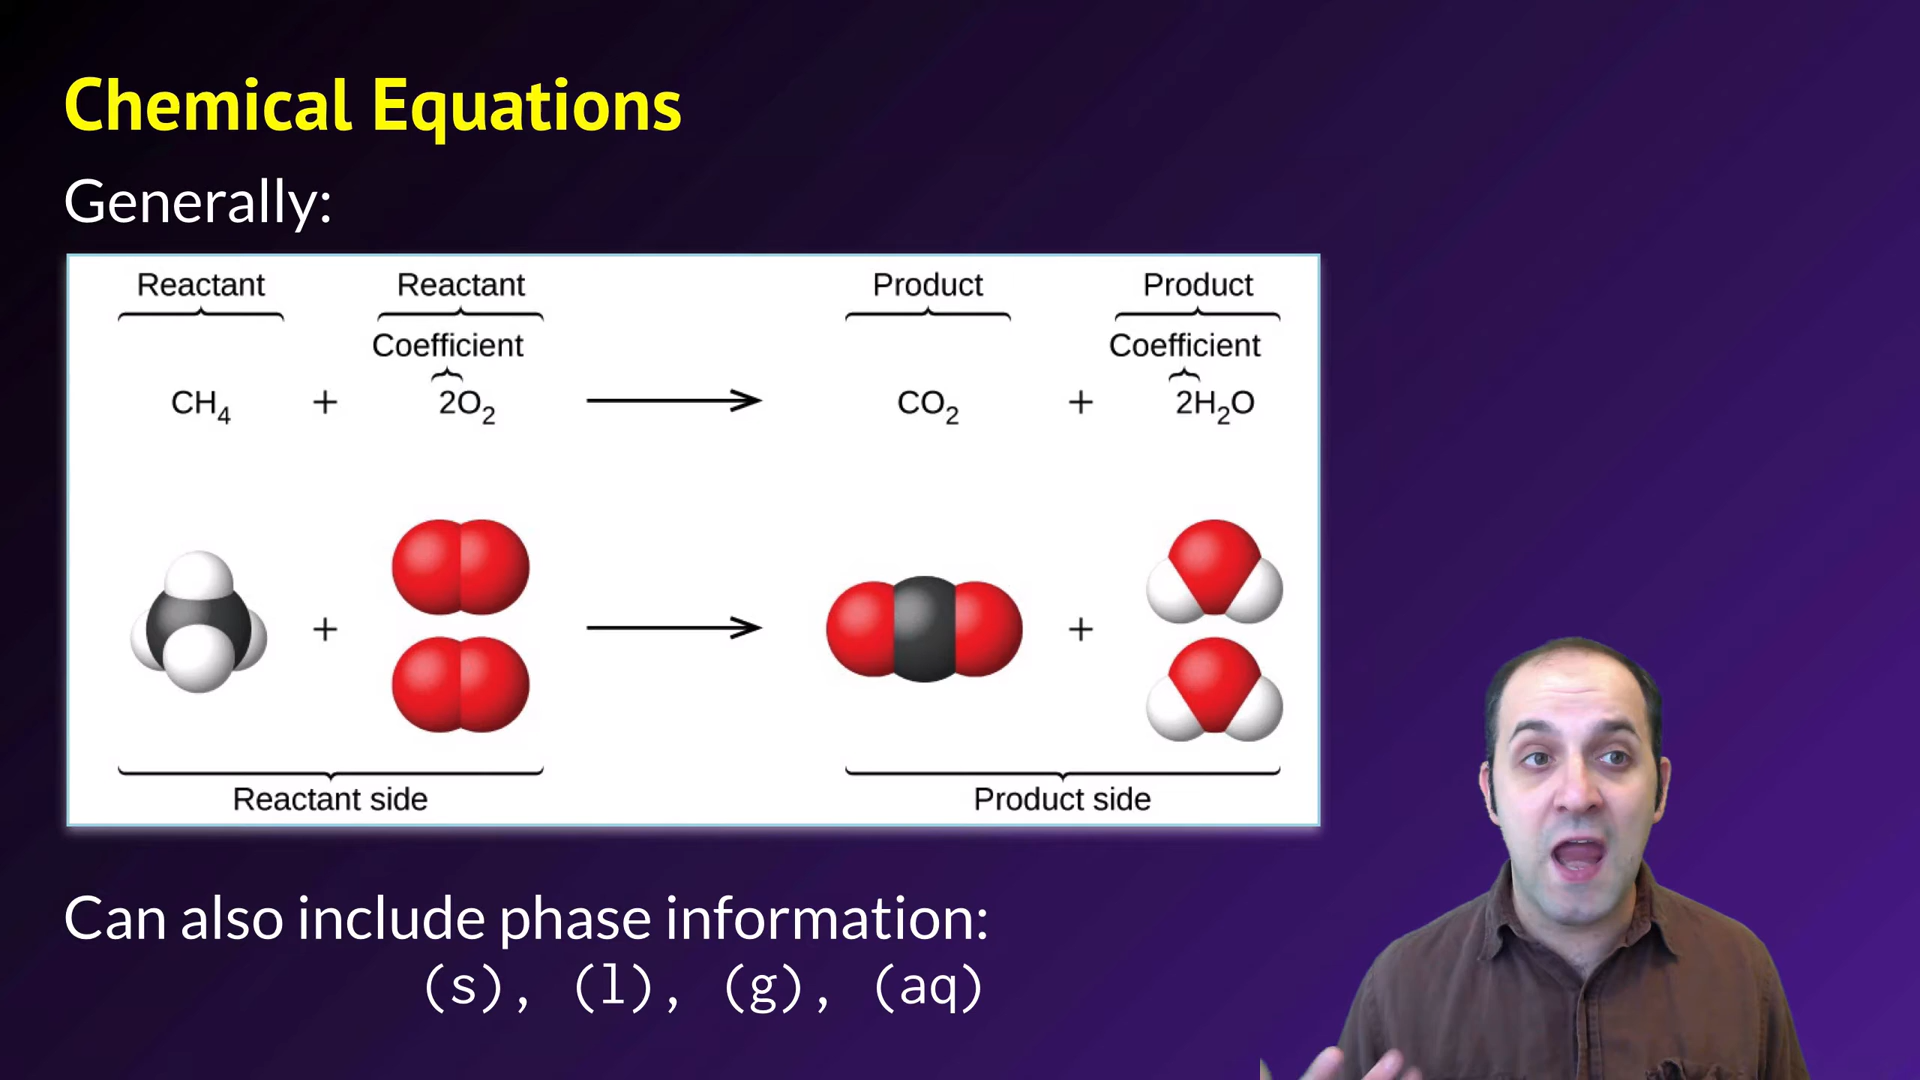 Chemical Equations
Generally:
Reactant Reactant Product Product
Coefficient Coefficient
CH₄ + 2O₂ ⟶ CO₂ + 2H₂O
+ ⟶ +
Reactant side Product side
Can also include phase information:
(s), (l), (g), (aq)